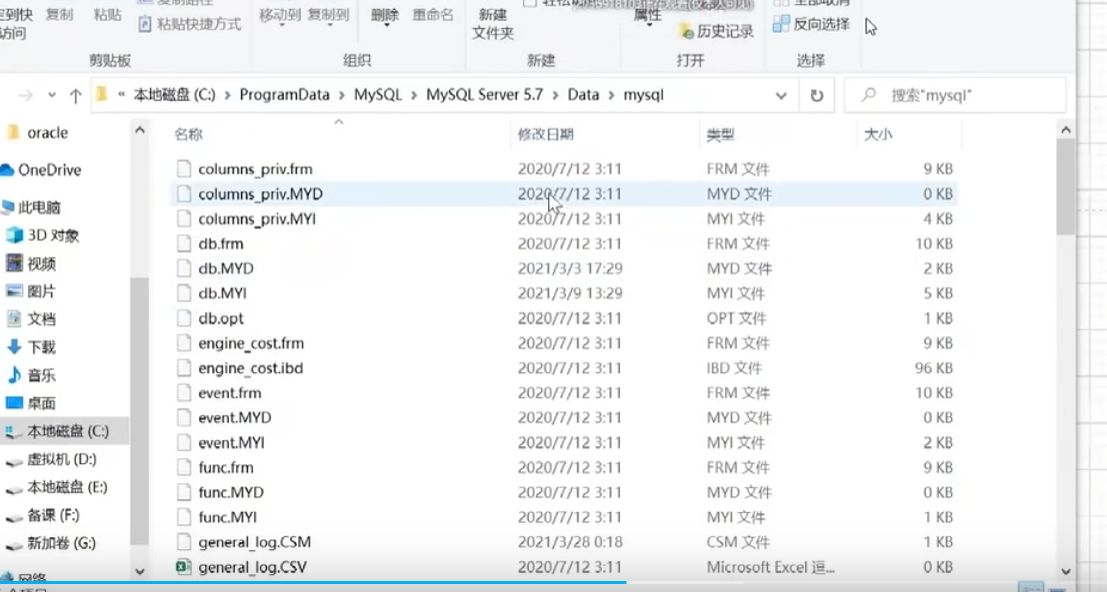 复制 粘贴 粘贴快捷方式 移动到 复制到 删除 重命名 新建 属性 反向选择
访问
文件夹
历史记录
剪贴板 组织 新建 打开 选择
« 本地磁盘 (C:) › ProgramData › MySQL › MySQL Server 5.7 › Data › mysql
搜索"mysql"
oracle
OneDrive
此电脑
3D 对象
视频
图片
文档
下载
音乐
桌面
本地磁盘 (C:)
虚拟机 (D:)
本地磁盘 (E:)
备课 (F:)
新加卷 (G:)
网络
名称 修改日期 类型 大小
columns_priv.frm 2020/7/12 3:11 FRM 文件 9 KB
columns_priv.MYD 2020/7/12 3:11 MYD 文件 0 KB
columns_priv.MYI 2020/7/12 3:11 MYI 文件 4 KB
db.frm 2020/7/12 3:11 FRM 文件 10 KB
db.MYD 2021/3/3 17:29 MYD 文件 2 KB
db.MYI 2021/3/9 13:29 MYI 文件 5 KB
db.opt 2020/7/12 3:11 OPT 文件 1 KB
engine_cost.frm 2020/7/12 3:11 FRM 文件 9 KB
engine_cost.ibd 2020/7/12 3:11 IBD 文件 96 KB
event.frm 2020/7/12 3:11 FRM 文件 10 KB
event.MYD 2020/7/12 3:11 MYD 文件 0 KB
event.MYI 2020/7/12 3:11 MYI 文件 2 KB
func.frm 2020/7/12 3:11 FRM 文件 9 KB
func.MYD 2020/7/12 3:11 MYD 文件 0 KB
func.MYI 2020/7/12 3:11 MYI 文件 1 KB
general_log.CSM 2021/3/28 0:18 CSM 文件 1 KB
general_log.CSV 2020/7/12 3:11 Microsoft Excel 逗... 0 KB